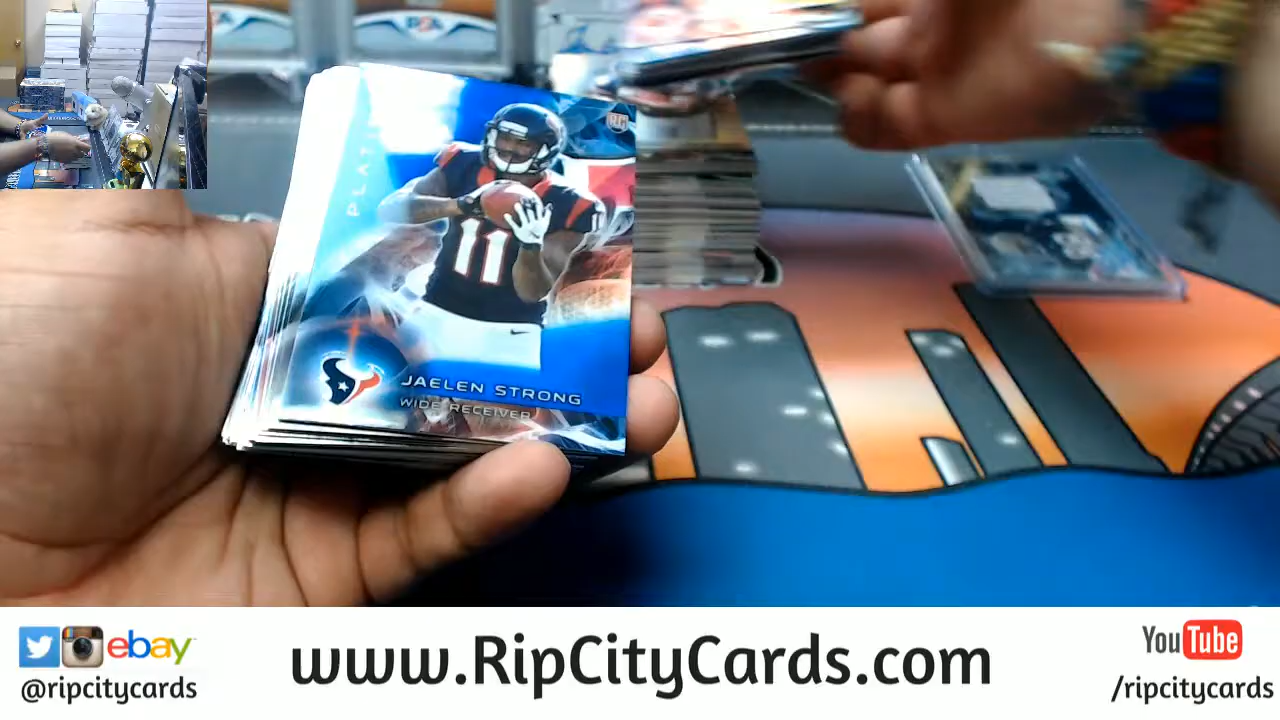 PLATI
11
JAELEN STRONG
WIDE RECEIVER
ebay
@ripcitycards
www.RipCityCards.com
YouTube
/ripcitycards